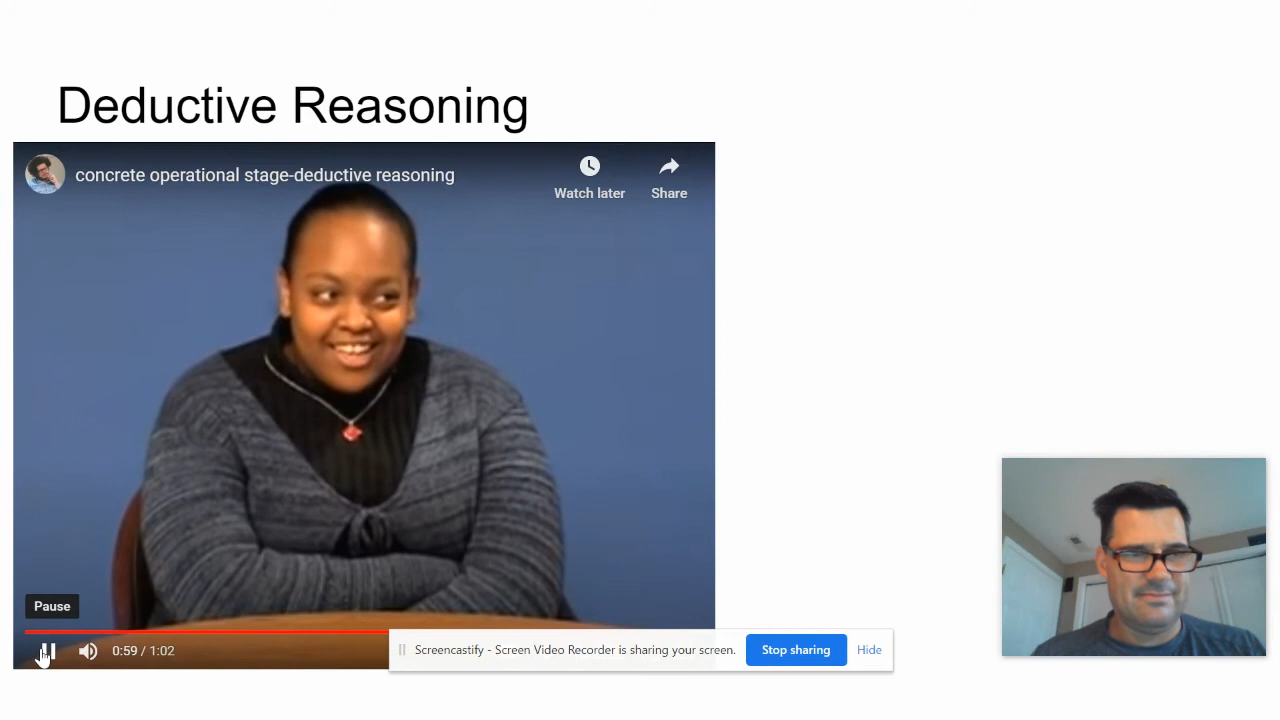 Deductive Reasoning
concrete operational stage-deductive reasoning
Watch later
Share
Pause
0:59 / 1:02
Screencastify - Screen Video Recorder is sharing your screen.
Stop sharing
Hide